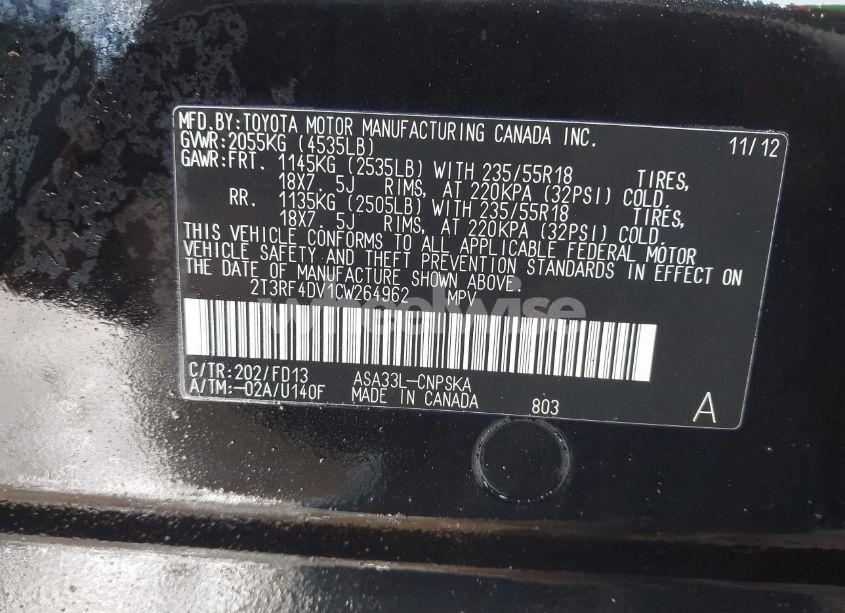 MFD.BY:TOYOTA MOTOR MANUFACTURING CANADA INC. 11/12
GVWR:2055KG (4535LB)
GAWR:FRT. 1145KG (2535LB) WITH 235/55R18 TIRES,
18X7. 5J RIMS, AT 220KPA (32PSI) COLD.
RR. 1135KG (2505LB) WITH 235/55R18 TIRES,
18X7. 5J RIMS, AT 220KPA (32PSI) COLD.
THIS VEHICLE CONFORMS TO ALL APPLICABLE FEDERAL MOTOR
VEHICLE SAFETY AND THEFT PREVENTION STANDARDS IN EFFECT ON
THE DATE OF MANUFACTURE SHOWN ABOVE.
2T3RF4DV1CW264962 MPV
wheelwise
C/TR:202/FD13 ASA33L-CNPSKA
A/TM:-02A/U140F MADE IN CANADA 803 A